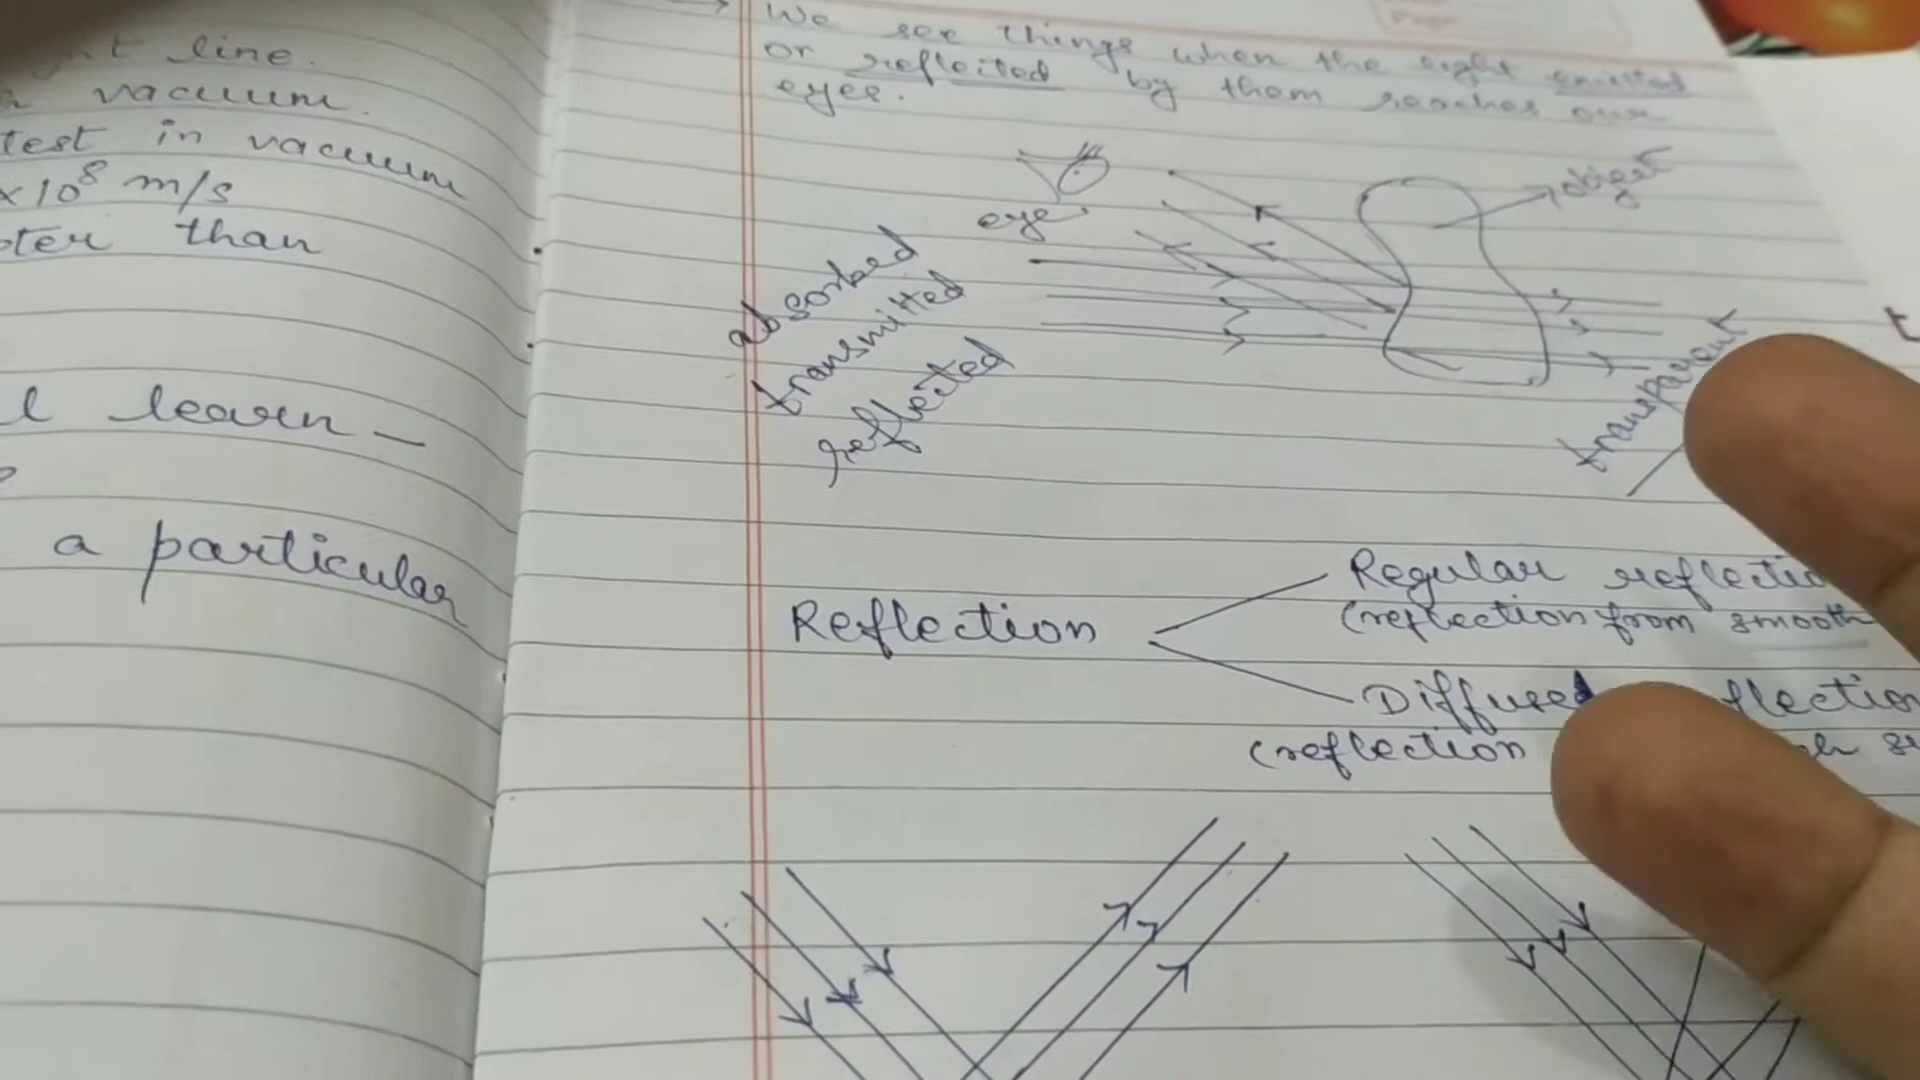 line.
vacuum.
test in vacuum
×10⁸ m/s
than
learn –
a particular
We see things when the light emitted
or reflected by them reaches our
eyes.
eye
object
absorbed
transmitted
reflected
transparent
t
Reflection
Regular reflectio
(reflection from smooth
Diffused flection
(reflection